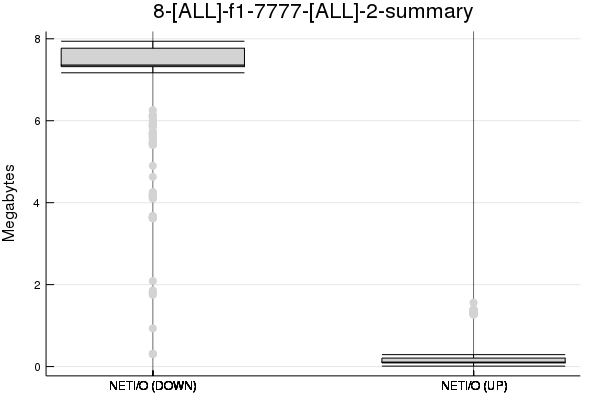 8-[ALL]-f1-7777-[ALL]-2-summary
Megabytes
8
6
4
2
0
NETI/O (DOWN)
NETI/O (UP)